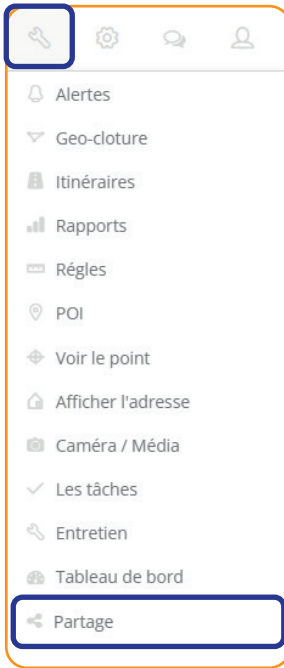 Alertes
Geo-cloture
Itinéraires
Rapports
Régles
POI
Voir le point
Afficher l'adresse
Caméra / Média
Les tâches
Entretien
Tableau de bord
Partage